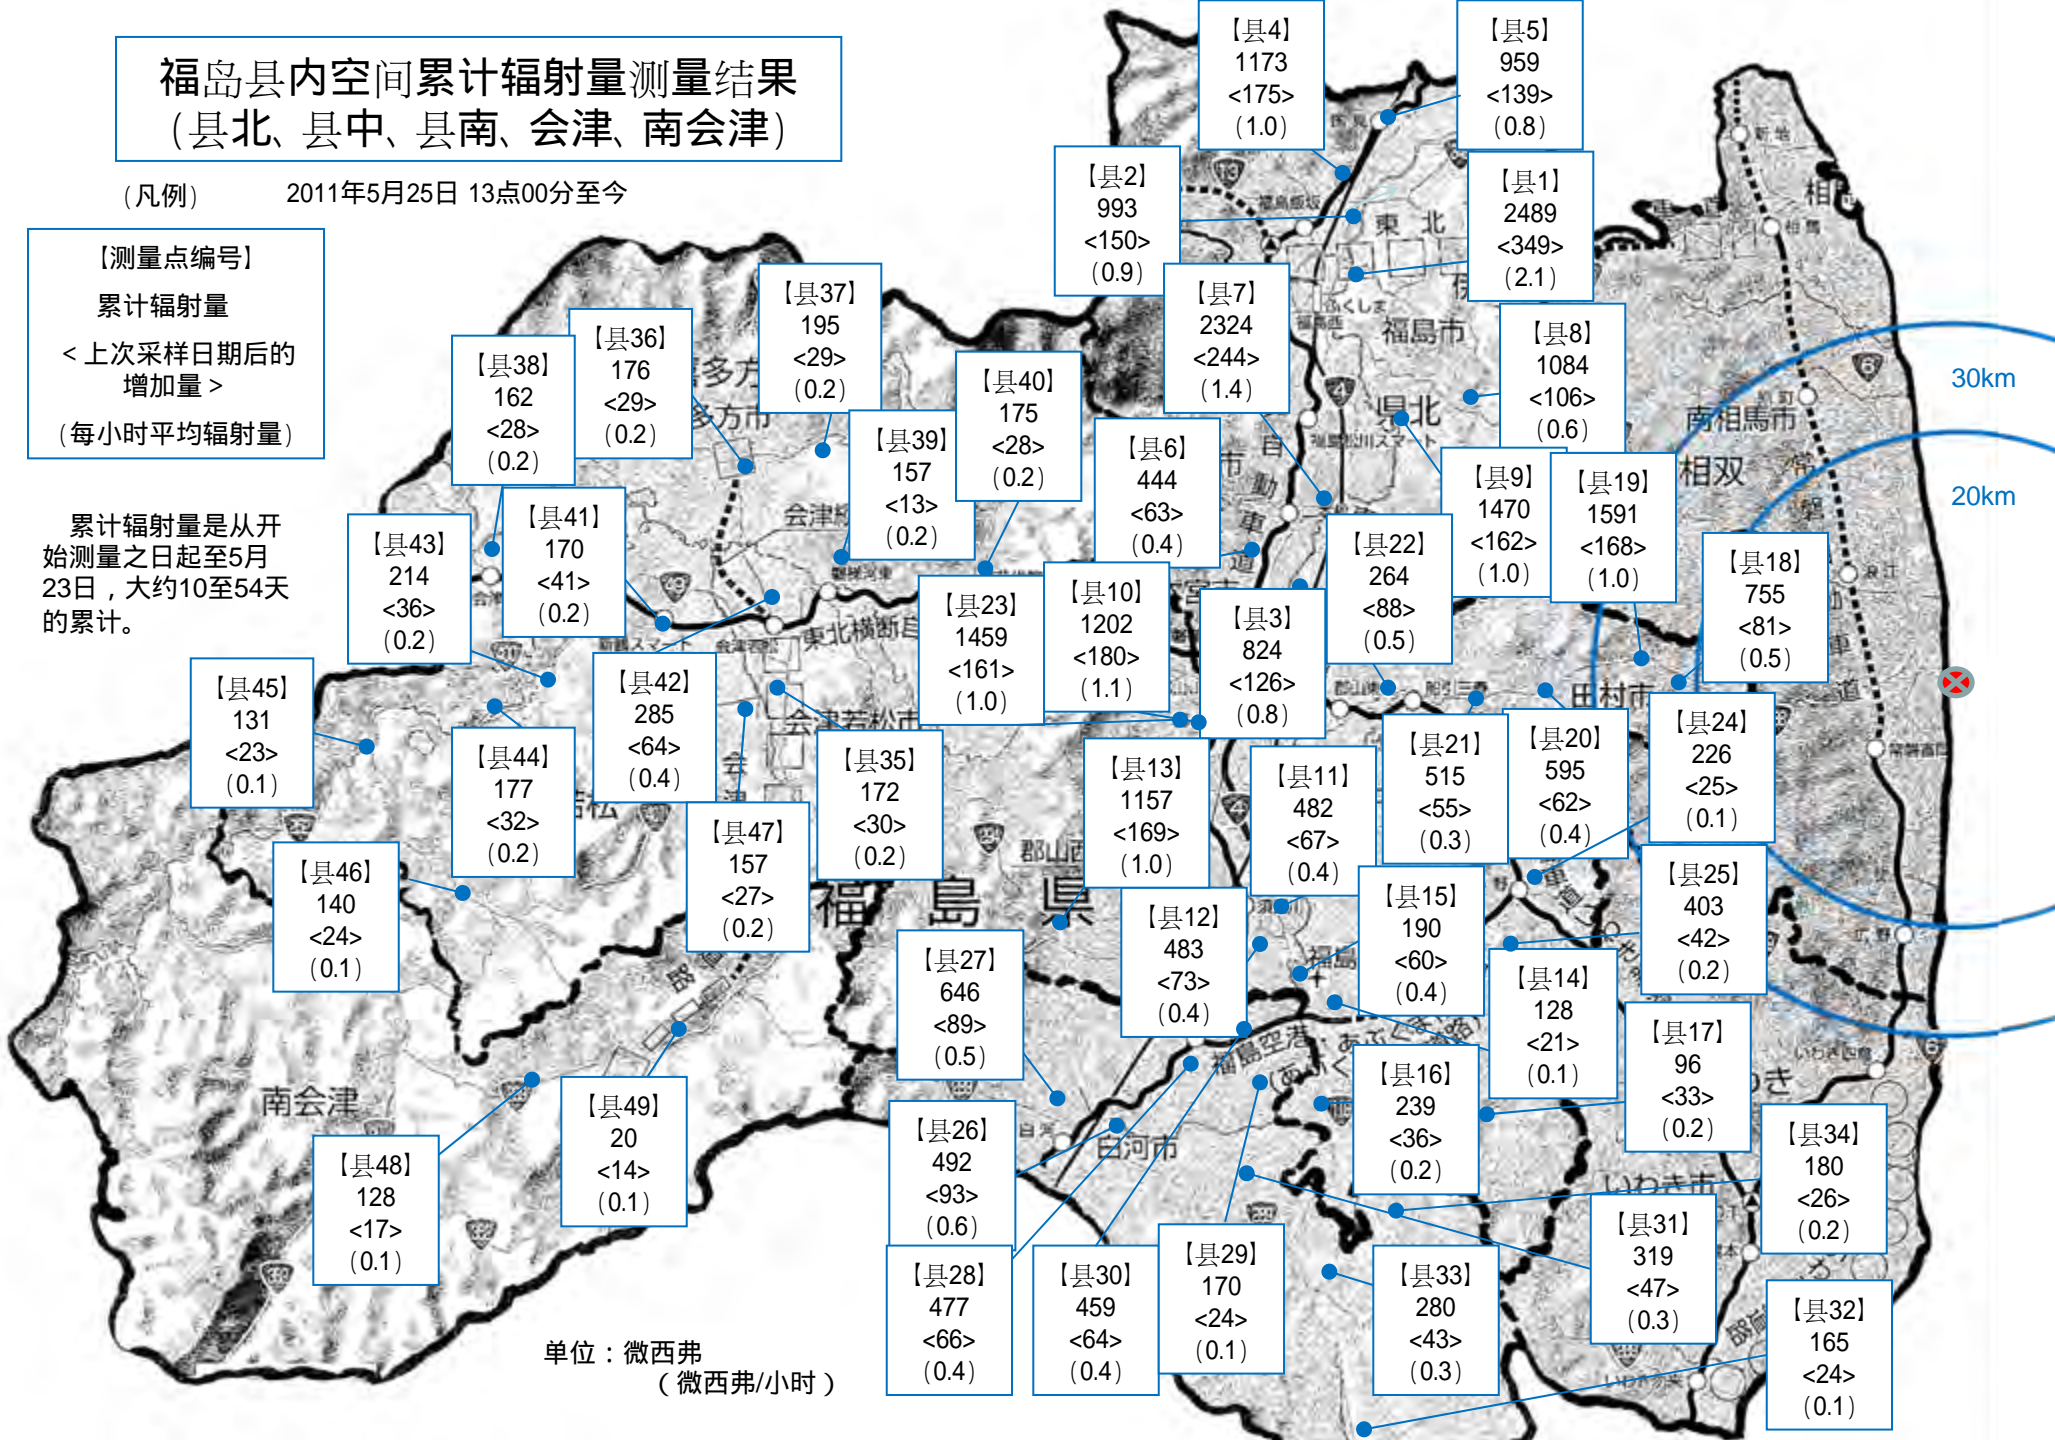 福岛县内空间累计辐射量测量结果
（县北、县中、县南、会津、南会津）
（凡例）
2011年5月25日 13点00分至今
【测量点编号】
累计辐射量
<上次采样日期后的
增加量>
（每小时平均辐射量）
累计辐射量是从开
始测量之日起至5月
23日，大约10至54天
的累计。
【县4】
1173
<175>
(1.0)
【县5】
959
<139>
(0.8)
【县2】
993
<150>
(0.9)
【县1】
2489
<349>
(2.1)
【县7】
2324
<244>
(1.4)
【县8】
1084
<106>
(0.6)
【县37】
195
<29>
(0.2)
【县36】
176
<29>
(0.2)
【县38】
162
<28>
(0.2)
【县40】
175
<28>
(0.2)
【县39】
157
<13>
(0.2)
【县6】
444
<63>
(0.4)
【县9】
1470
<162>
(1.0)
【县19】
1591
<168>
(1.0)
【县41】
170
<41>
(0.2)
【县43】
214
<36>
(0.2)
【县22】
264
<88>
(0.5)
【县18】
755
<81>
(0.5)
【县23】
1459
<161>
(1.0)
【县10】
1202
<180>
(1.1)
【县3】
824
<126>
(0.8)
【县45】
131
<23>
(0.1)
【县42】
285
<64>
(0.4)
【县44】
177
<32>
(0.2)
【县35】
172
<30>
(0.2)
【县13】
1157
<169>
(1.0)
【县11】
482
<67>
(0.4)
【县21】
515
<55>
(0.3)
【县20】
595
<62>
(0.4)
【县24】
226
<25>
(0.1)
【县47】
157
<27>
(0.2)
【县46】
140
<24>
(0.1)
【县12】
483
<73>
(0.4)
【县15】
190
<60>
(0.4)
【县25】
403
<42>
(0.2)
【县27】
646
<89>
(0.5)
【县14】
128
<21>
(0.1)
【县17】
96
<33>
(0.2)
【县16】
239
<36>
(0.2)
【县49】
20
<14>
(0.1)
【县48】
128
<17>
(0.1)
【县26】
492
<93>
(0.6)
【县34】
180
<26>
(0.2)
【县31】
319
<47>
(0.3)
【县28】
477
<66>
(0.4)
【县30】
459
<64>
(0.4)
【县29】
170
<24>
(0.1)
【县33】
280
<43>
(0.3)
【县32】
165
<24>
(0.1)
30km
20km
单位：微西弗
（微西弗/小时）
東北
福島市
県北
南相馬市
相双
田村市
多方市
東北横断自
会津若松市
福島県
郡山西
福島空港
白河市
南会津
いわき市